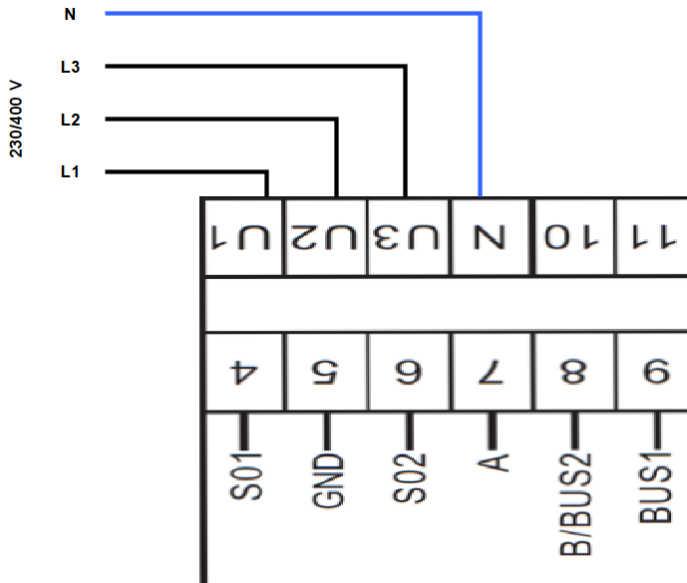 N
L3
L2
L1
230/400 V
U1 U2 U3 N 10 11
4 5 6 7 8 9
S01 GND S02 A B/BUS2 BUS1